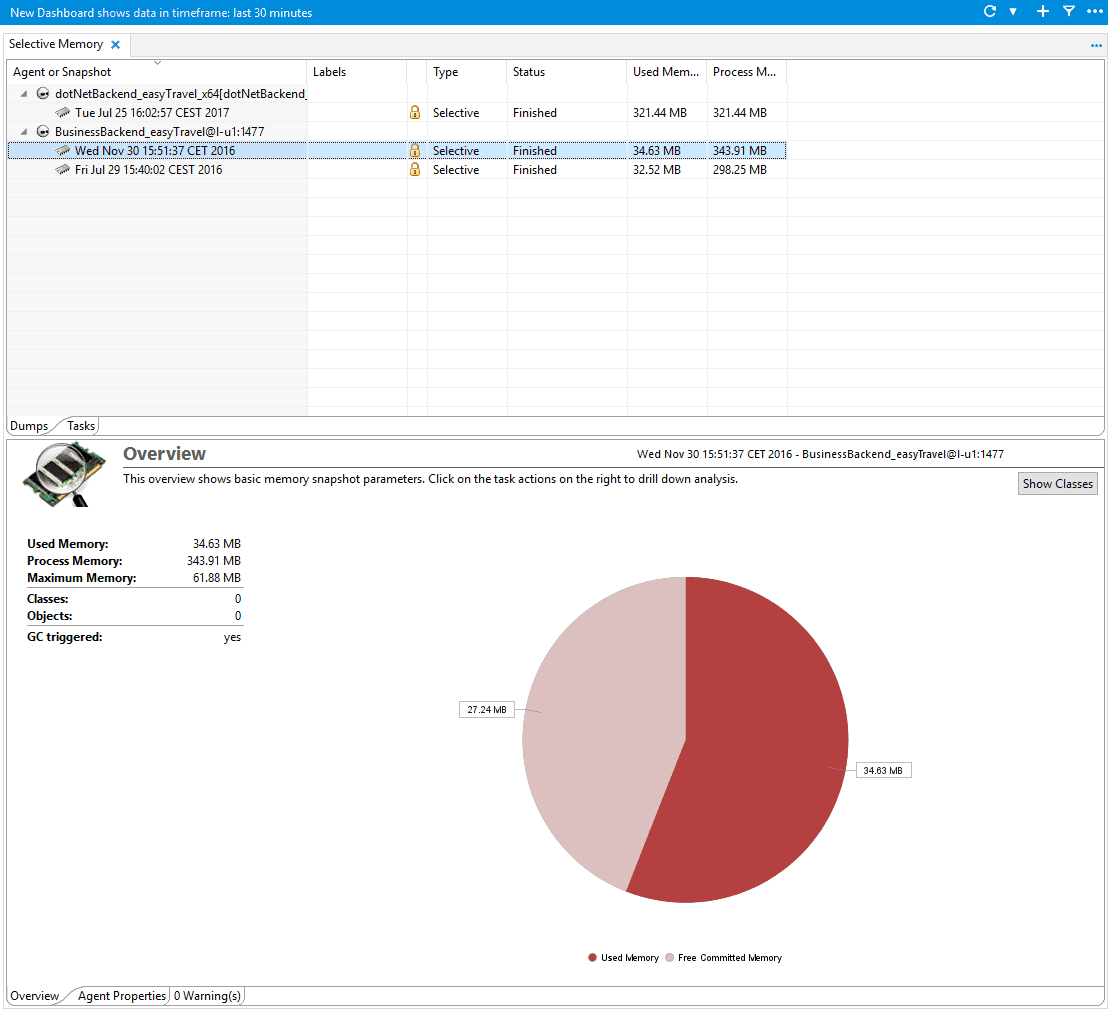 New Dashboard shows data in timeframe: last 30 minutes
Selective Memory
Agent or Snapshot Labels Type Status Used Mem... Process M...
dotNetBackend_easyTravel_x64[dotNetBackend_
Tue Jul 25 16:02:57 CEST 2017 Selective Finished 321.44 MB 321.44 MB
BusinessBackend_easyTravel@l-u1:1477
Wed Nov 30 15:51:37 CET 2016 Selective Finished 34.63 MB 343.91 MB
Fri Jul 29 15:40:02 CEST 2016 Selective Finished 32.52 MB 298.25 MB
Dumps Tasks
Overview Wed Nov 30 15:51:37 CET 2016 - BusinessBackend_easyTravel@l-u1:1477
This overview shows basic memory snapshot parameters. Click on the task actions on the right to drill down analysis.
Show Classes
Used Memory: 34.63 MB
Process Memory: 343.91 MB
Maximum Memory: 61.88 MB
Classes: 0
Objects: 0
GC triggered: yes
27.24 MB
34.63 MB
Used Memory Free Committed Memory
Overview Agent Properties 0 Warning(s)